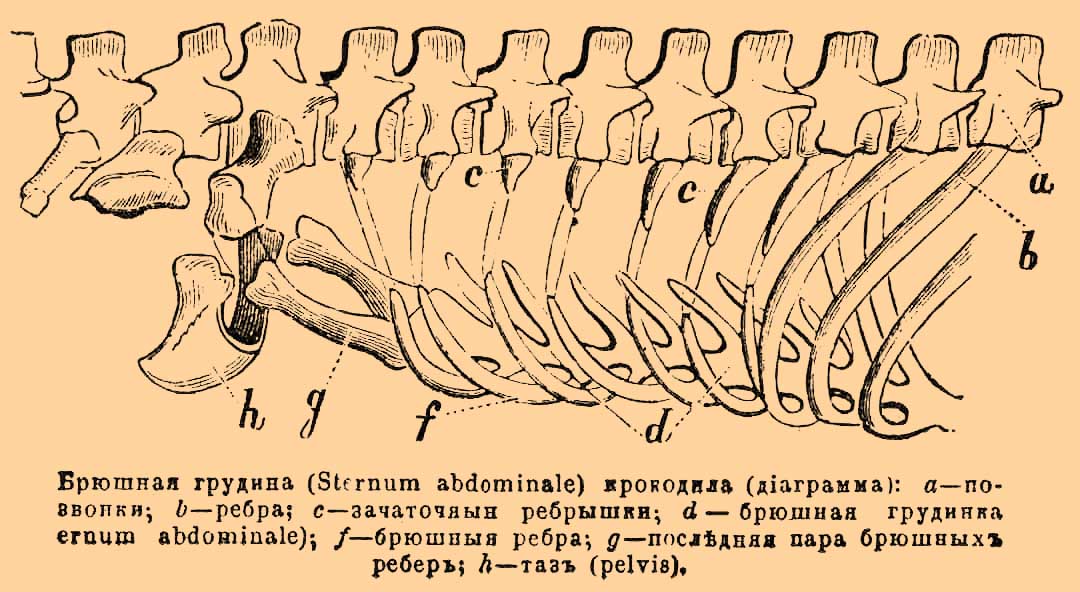 a
c
c
b
h
g
f
d
Брюшная грудина (Sternum abdominale) крокодила (діаграмма): a—по-
звонки; b—ребра; c—зачаточныя ребрышки; d — брюшная грудинка
ernum abdominale); f—брюшныя ребра; g—послѣдняя пара брюшныхъ
реберъ; h—тазъ (pelvis).